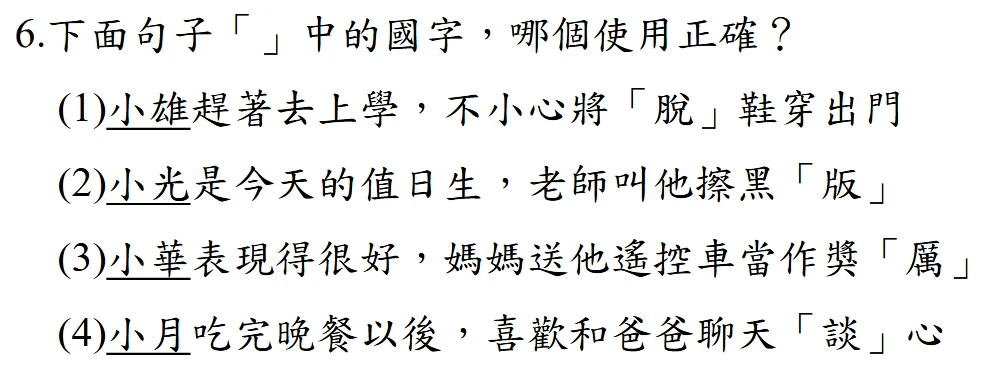 6.下面句子「」中的國字，哪個使用正確？
(1)小雄趕著去上學，不小心將「脫」鞋穿出門
(2)小光是今天的值日生，老師叫他擦黑「版」
(3)小華表現得很好，媽媽送他遙控車當作獎「厲」
(4)小月吃完晚餐以後，喜歡和爸爸聊天「談」心